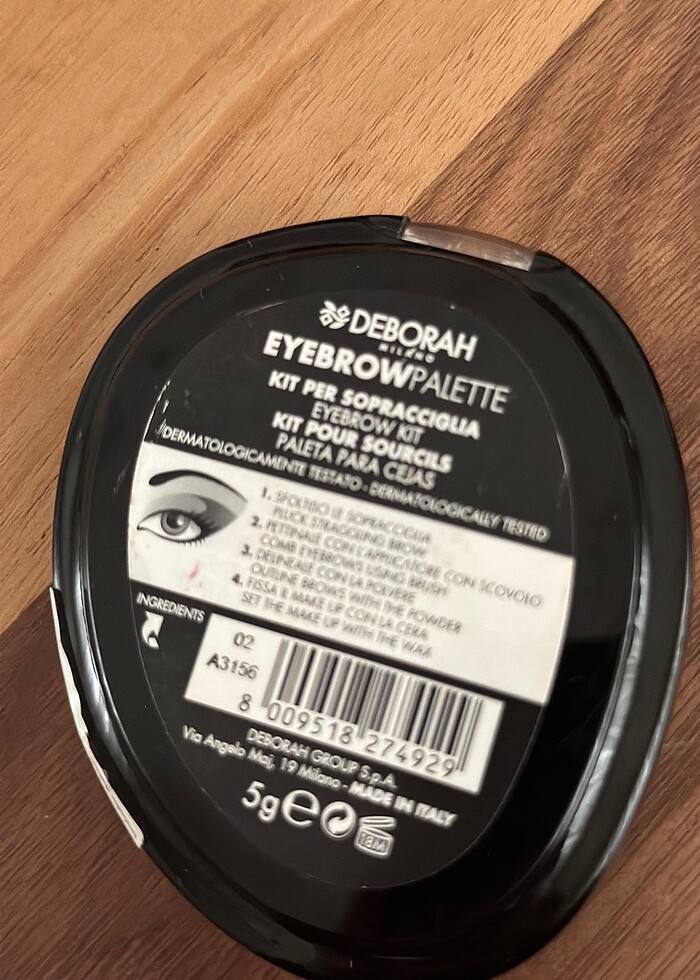 DEBORAH
MILANO
EYEBROWPALETTE
KIT PER SOPRACCIGLIA
EYEBROW KIT
KIT POUR SOURCILS
PALETA PARA CEJAS
DERMATOLOGICAMENTE TESTATO - DERMATOLOGICALLY TESTED
1. SFOLTISCI LE SOPRACCIGLIA
PLUCK STRAGGLING BROW
2. PETTINALE CON L'APPLICATORE CON SCOVOLO
COMB EYEBROWS USING BRUSH
3. DELINEALE CON LA POLVERE
OUTLINE BROWS WITH THE POWDER
4. FISSA IL MAKE UP CON LA CERA
SET THE MAKE UP WITH THE WAX
INGREDIENTS
02
A3156
8 009518 274929
DEBORAH GROUP S.p.A.
Via Angelo Maj, 19 Milano - MADE IN ITALY
5g e
18M